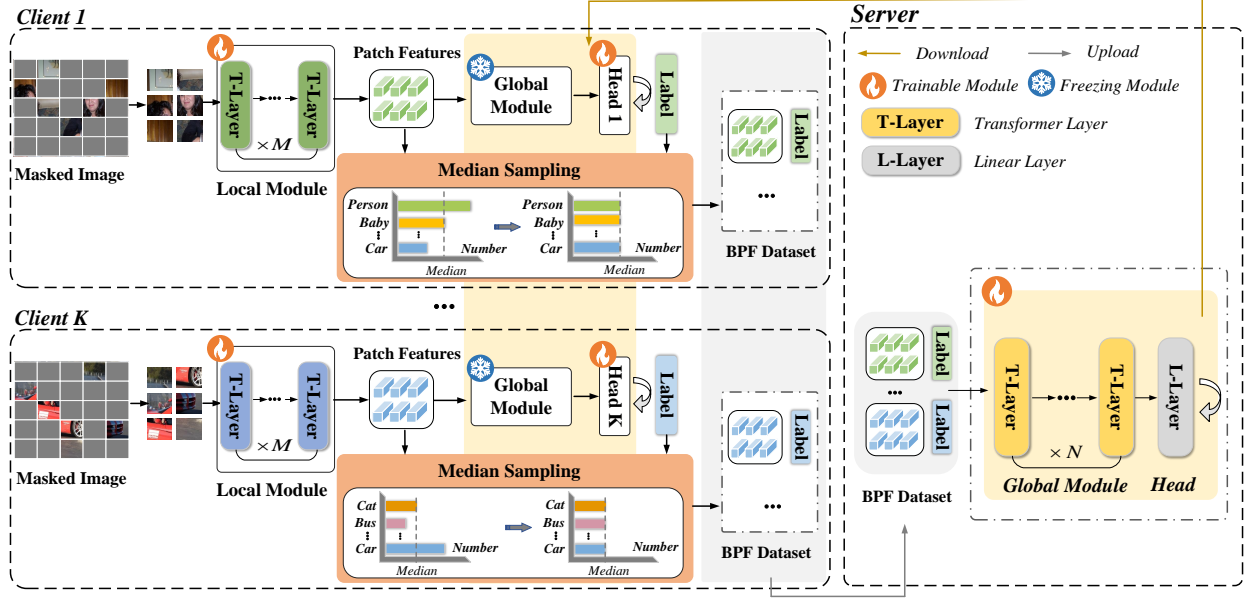 Client 1
Masked Image
T-Layer
T-Layer
× M
Local Module
Patch Features
Global
Module
Head 1
Label
Median Sampling
Person
Baby
Car
Number
Median
Person
Baby
Car
Number
Median
Label
BPF Dataset
Client K
Masked Image
T-Layer
T-Layer
× M
Local Module
Patch Features
Global
Module
Head K
Label
Median Sampling
Cat
Bus
Car
Number
Median
Cat
Bus
Car
Number
Median
Label
BPF Dataset
Server
Download
Upload
Trainable Module
Freezing Module
T-Layer
Transformer Layer
L-Layer
Linear Layer
Label
Label
BPF Dataset
T-Layer
T-Layer
L-Layer
× N
Global Module
Head